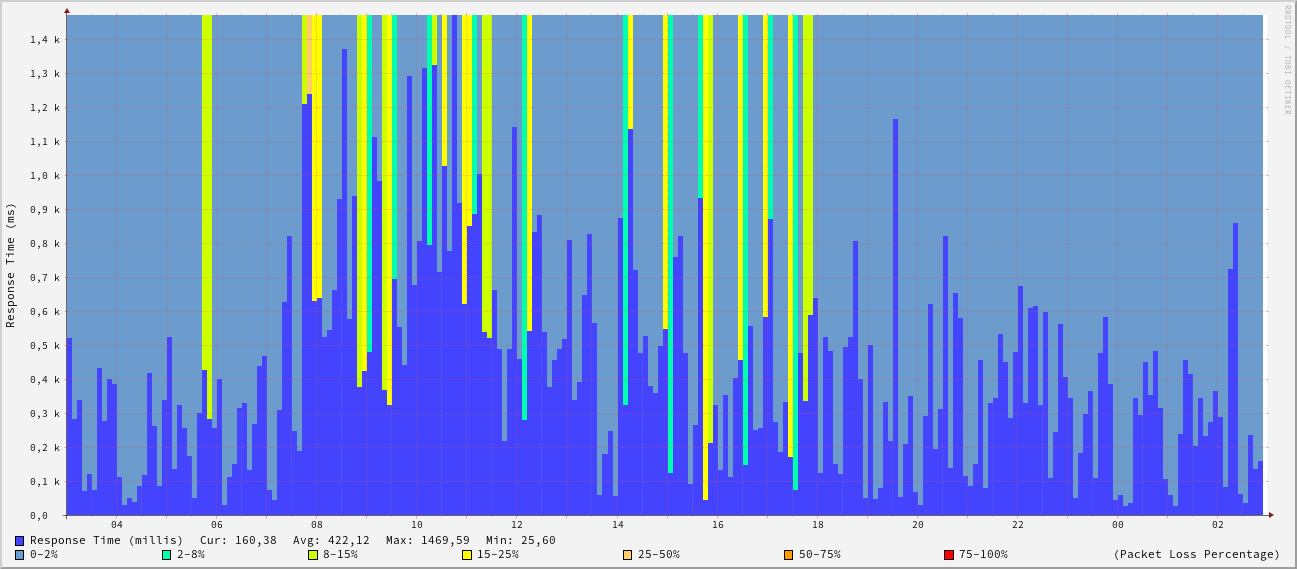 RRDTOOL / TOBI OETIKER
Response Time (ms)
1,4 k
1,3 k
1,2 k
1,1 k
1,0 k
0,9 k
0,8 k
0,7 k
0,6 k
0,5 k
0,4 k
0,3 k
0,2 k
0,1 k
0,0
04 06 08 10 12 14 16 18 20 22 00 02
Response Time (millis) Cur: 160,38 Avg: 422,12 Max: 1469,59 Min: 25,60
0-2% 2-8% 8-15% 15-25% 25-50% 50-75% 75-100% (Packet Loss Percentage)